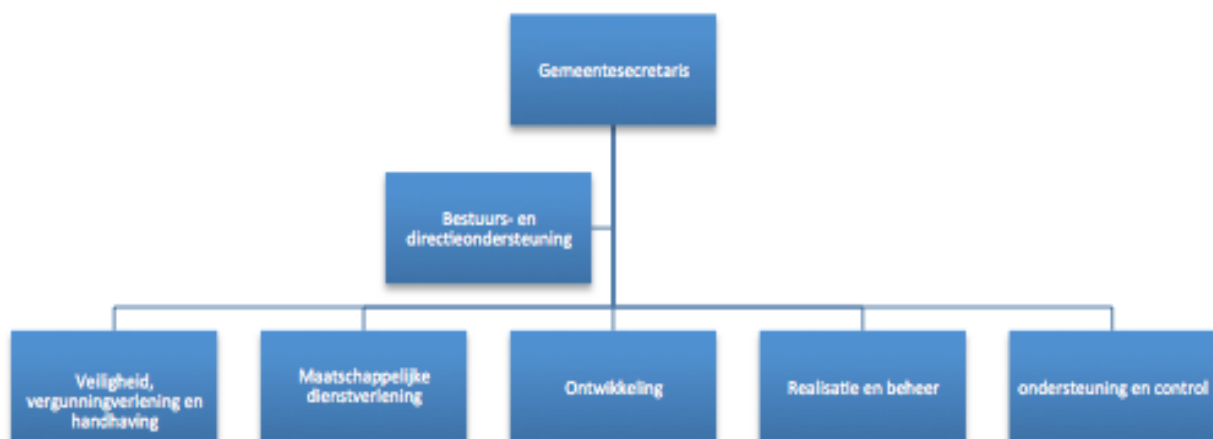 Gemeentesecretaris
Bestuurs- en
directieondersteuning
Veiligheid,
vergunningverlening en
handhaving
Maatschappelijke
dienstverlening
Ontwikkeling
Realisatie en beheer
ondersteuning en control